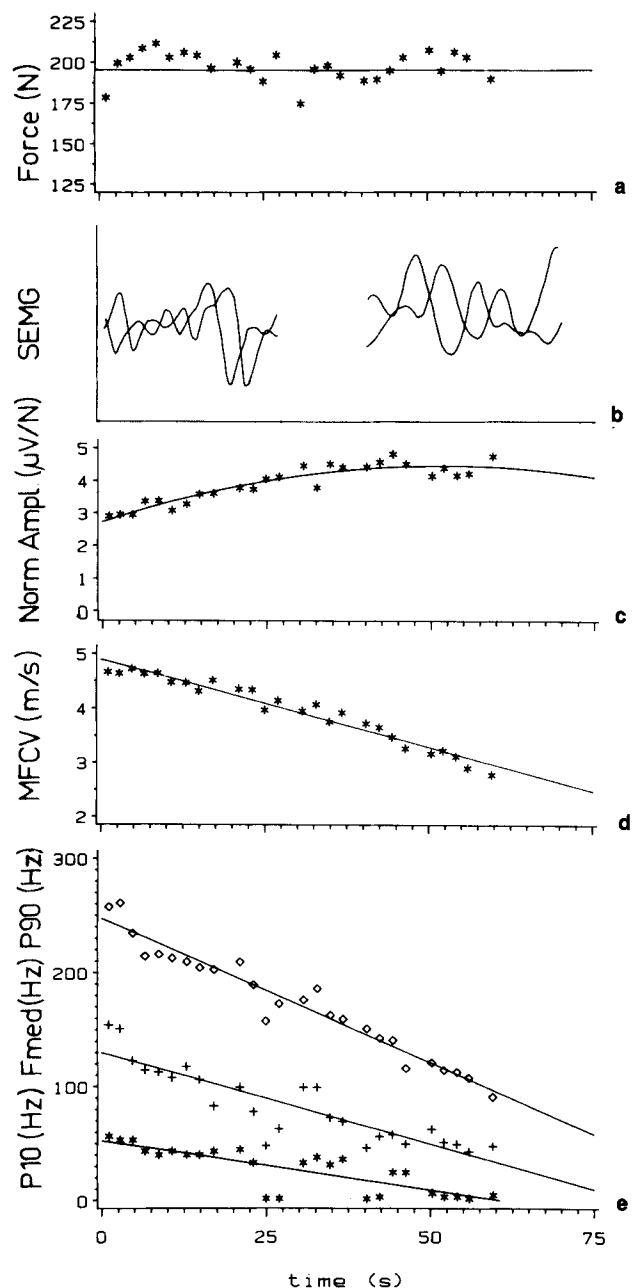 Force (N)
225
200
175
150
125
a
SEMG
b
Norm Ampl. (µV/N)
5
4
3
2
1
0
c
MFCV (m/s)
5
4
3
2
d
P10 (Hz) Fmed(Hz) P90 (Hz)
300
200
100
0
e
0
25
50
75
time (s)